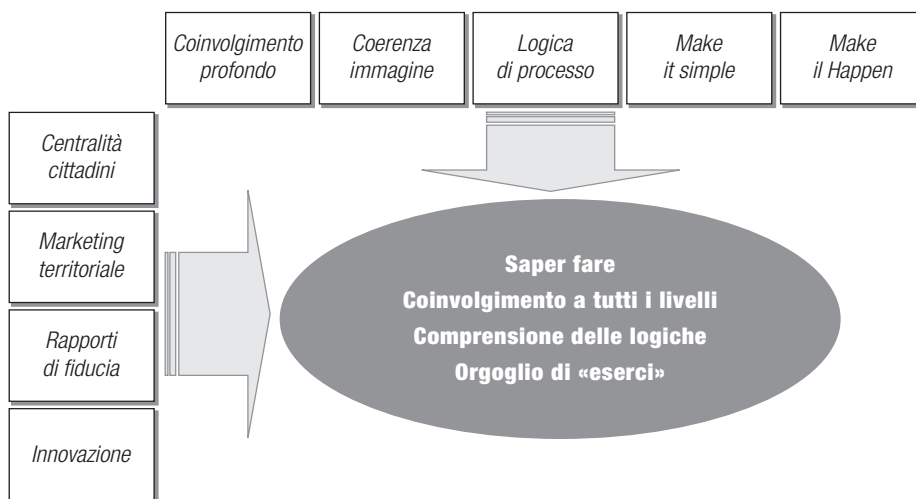 Coinvolgimento
profondo
Coerenza
immagine
Logica
di processo
Make
it simple
Make
il Happen
Centralità
cittadini
Marketing
territoriale
Rapporti
di fiducia
Innovazione
Saper fare
Coinvolgimento a tutti i livelli
Comprensione delle logiche
Orgoglio di «eserci»